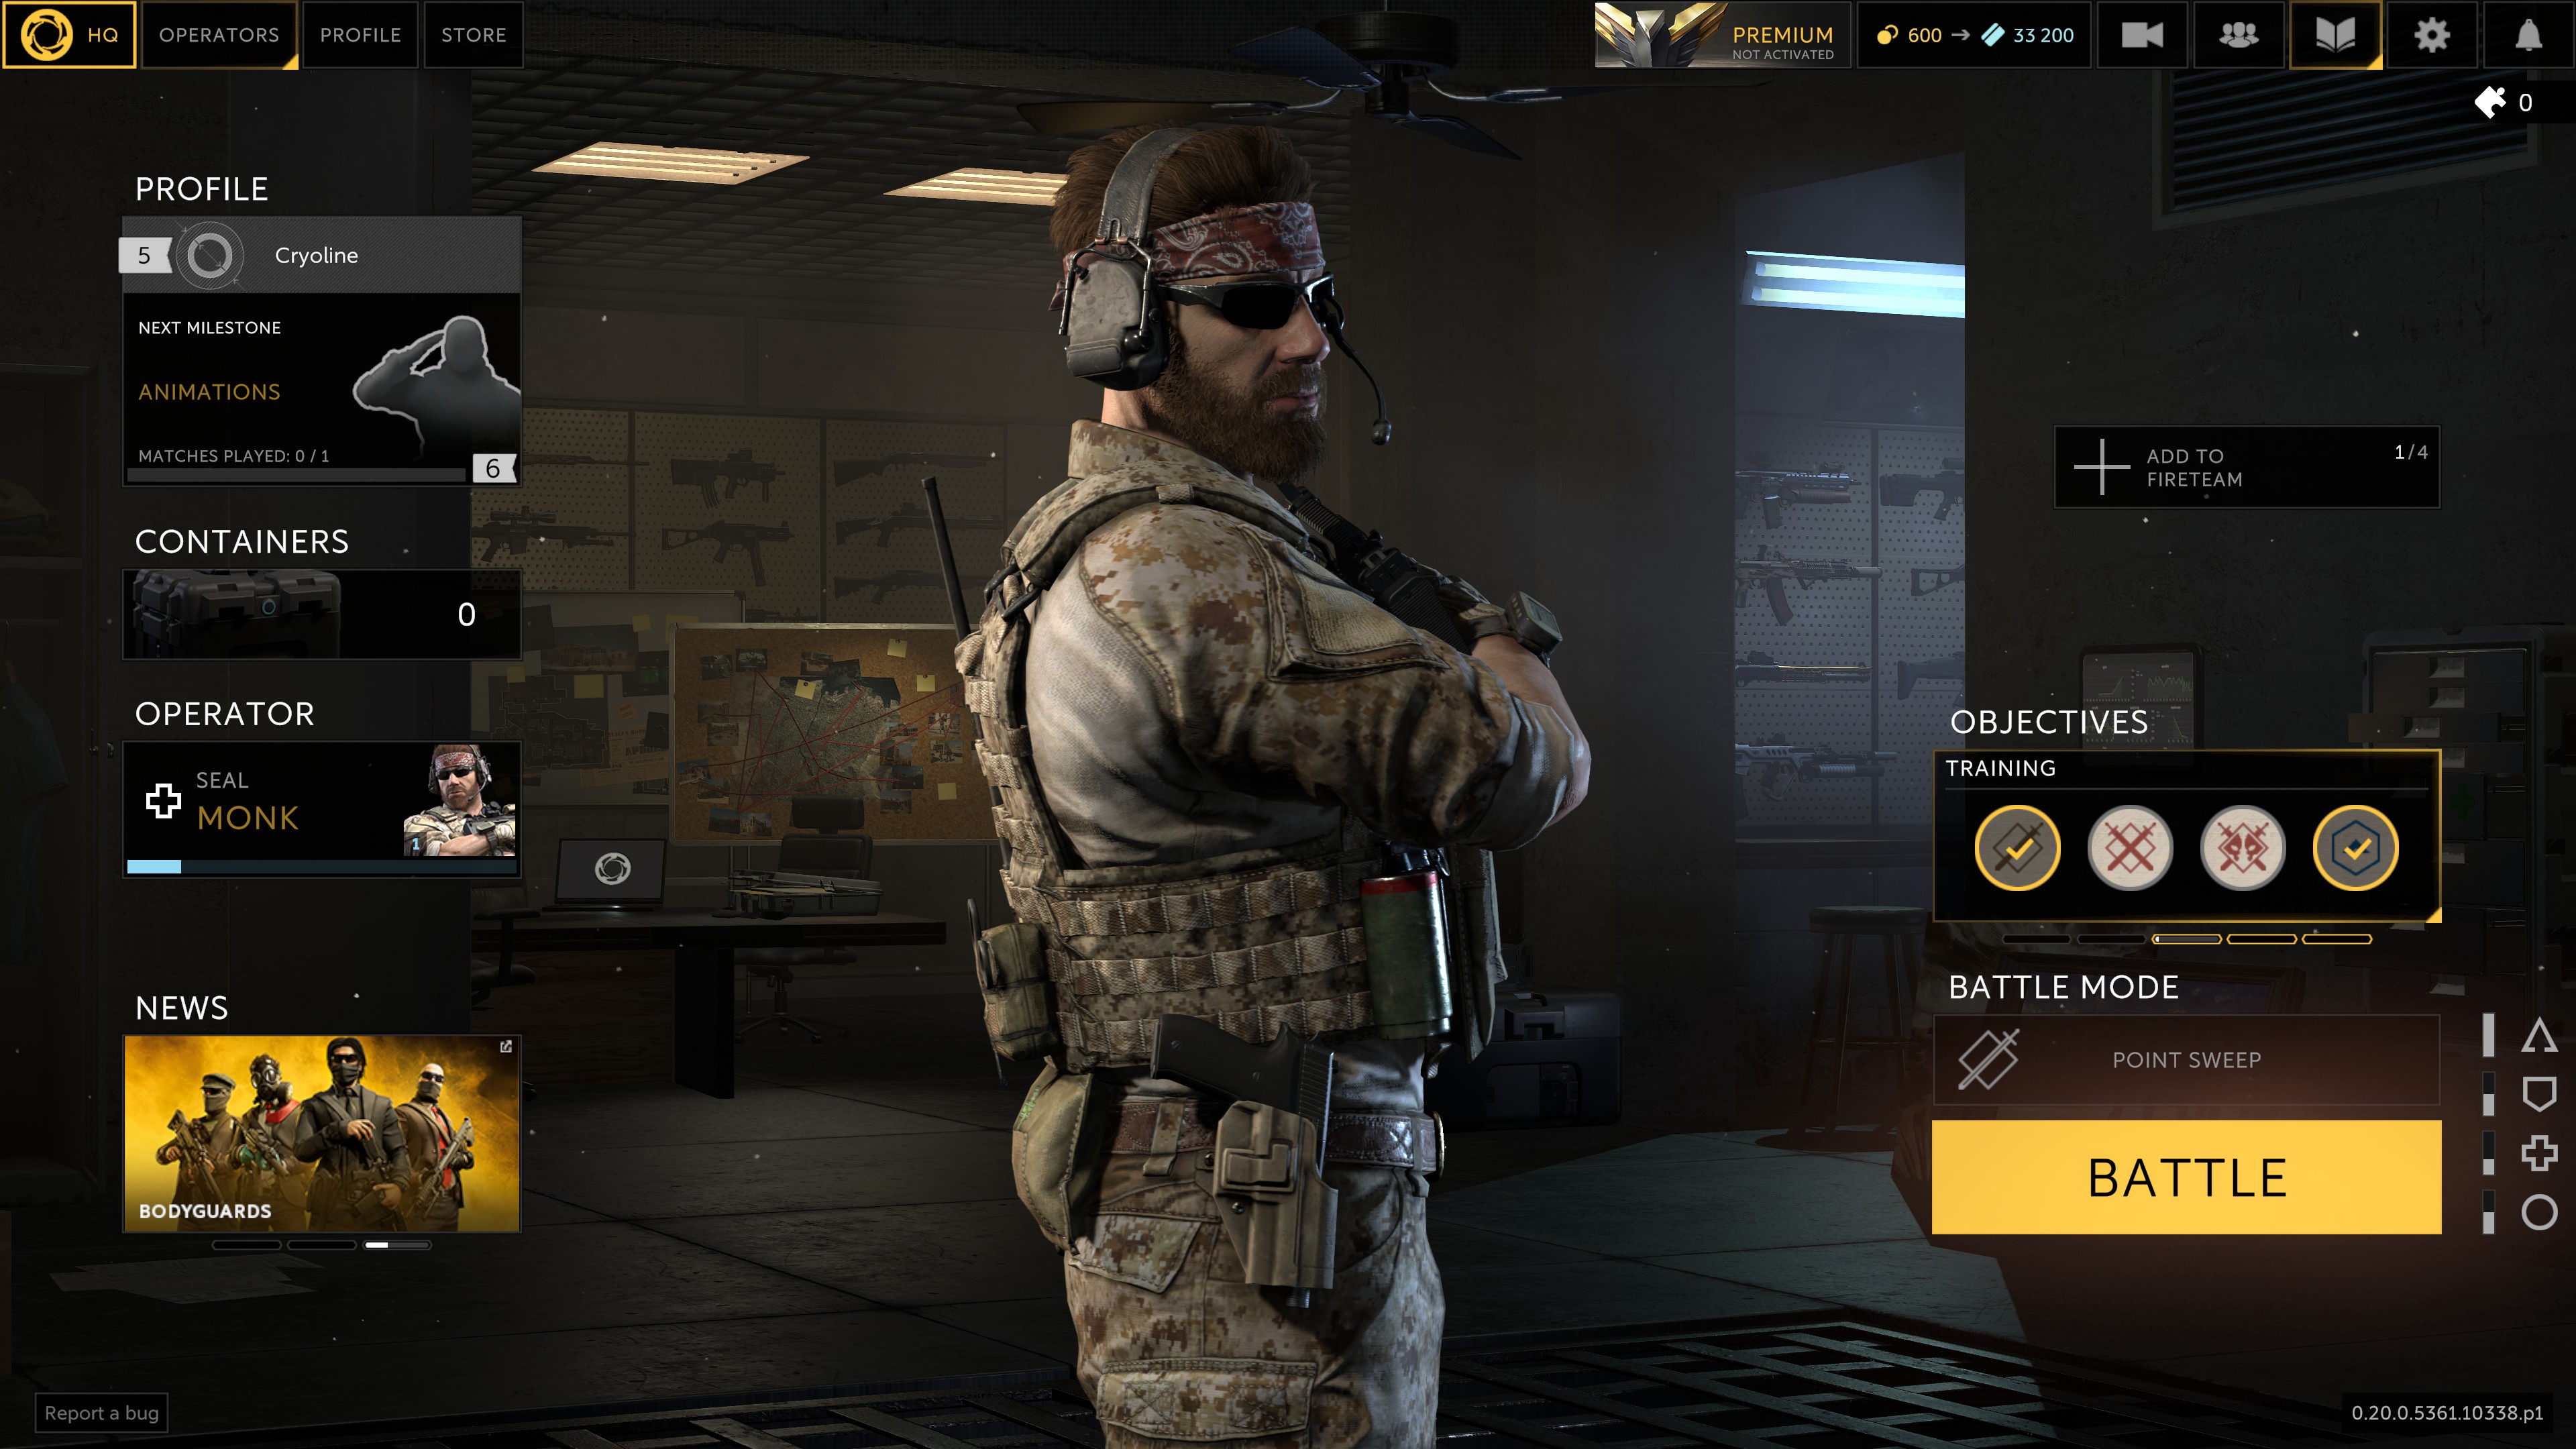 HQ
OPERATORS
PROFILE
STORE
PREMIUM
NOT ACTIVATED
600
33 200
0
PROFILE
5
Cryoline
NEXT MILESTONE
ANIMATIONS
MATCHES PLAYED: 0 / 1
6
CONTAINERS
0
OPERATOR
SEAL
MONK
1
NEWS
BODYGUARDS
ADD TO
FIRETEAM
1/4
OBJECTIVES
TRAINING
BATTLE MODE
POINT SWEEP
BATTLE
Report a bug
0.20.0.5361.10338.p1